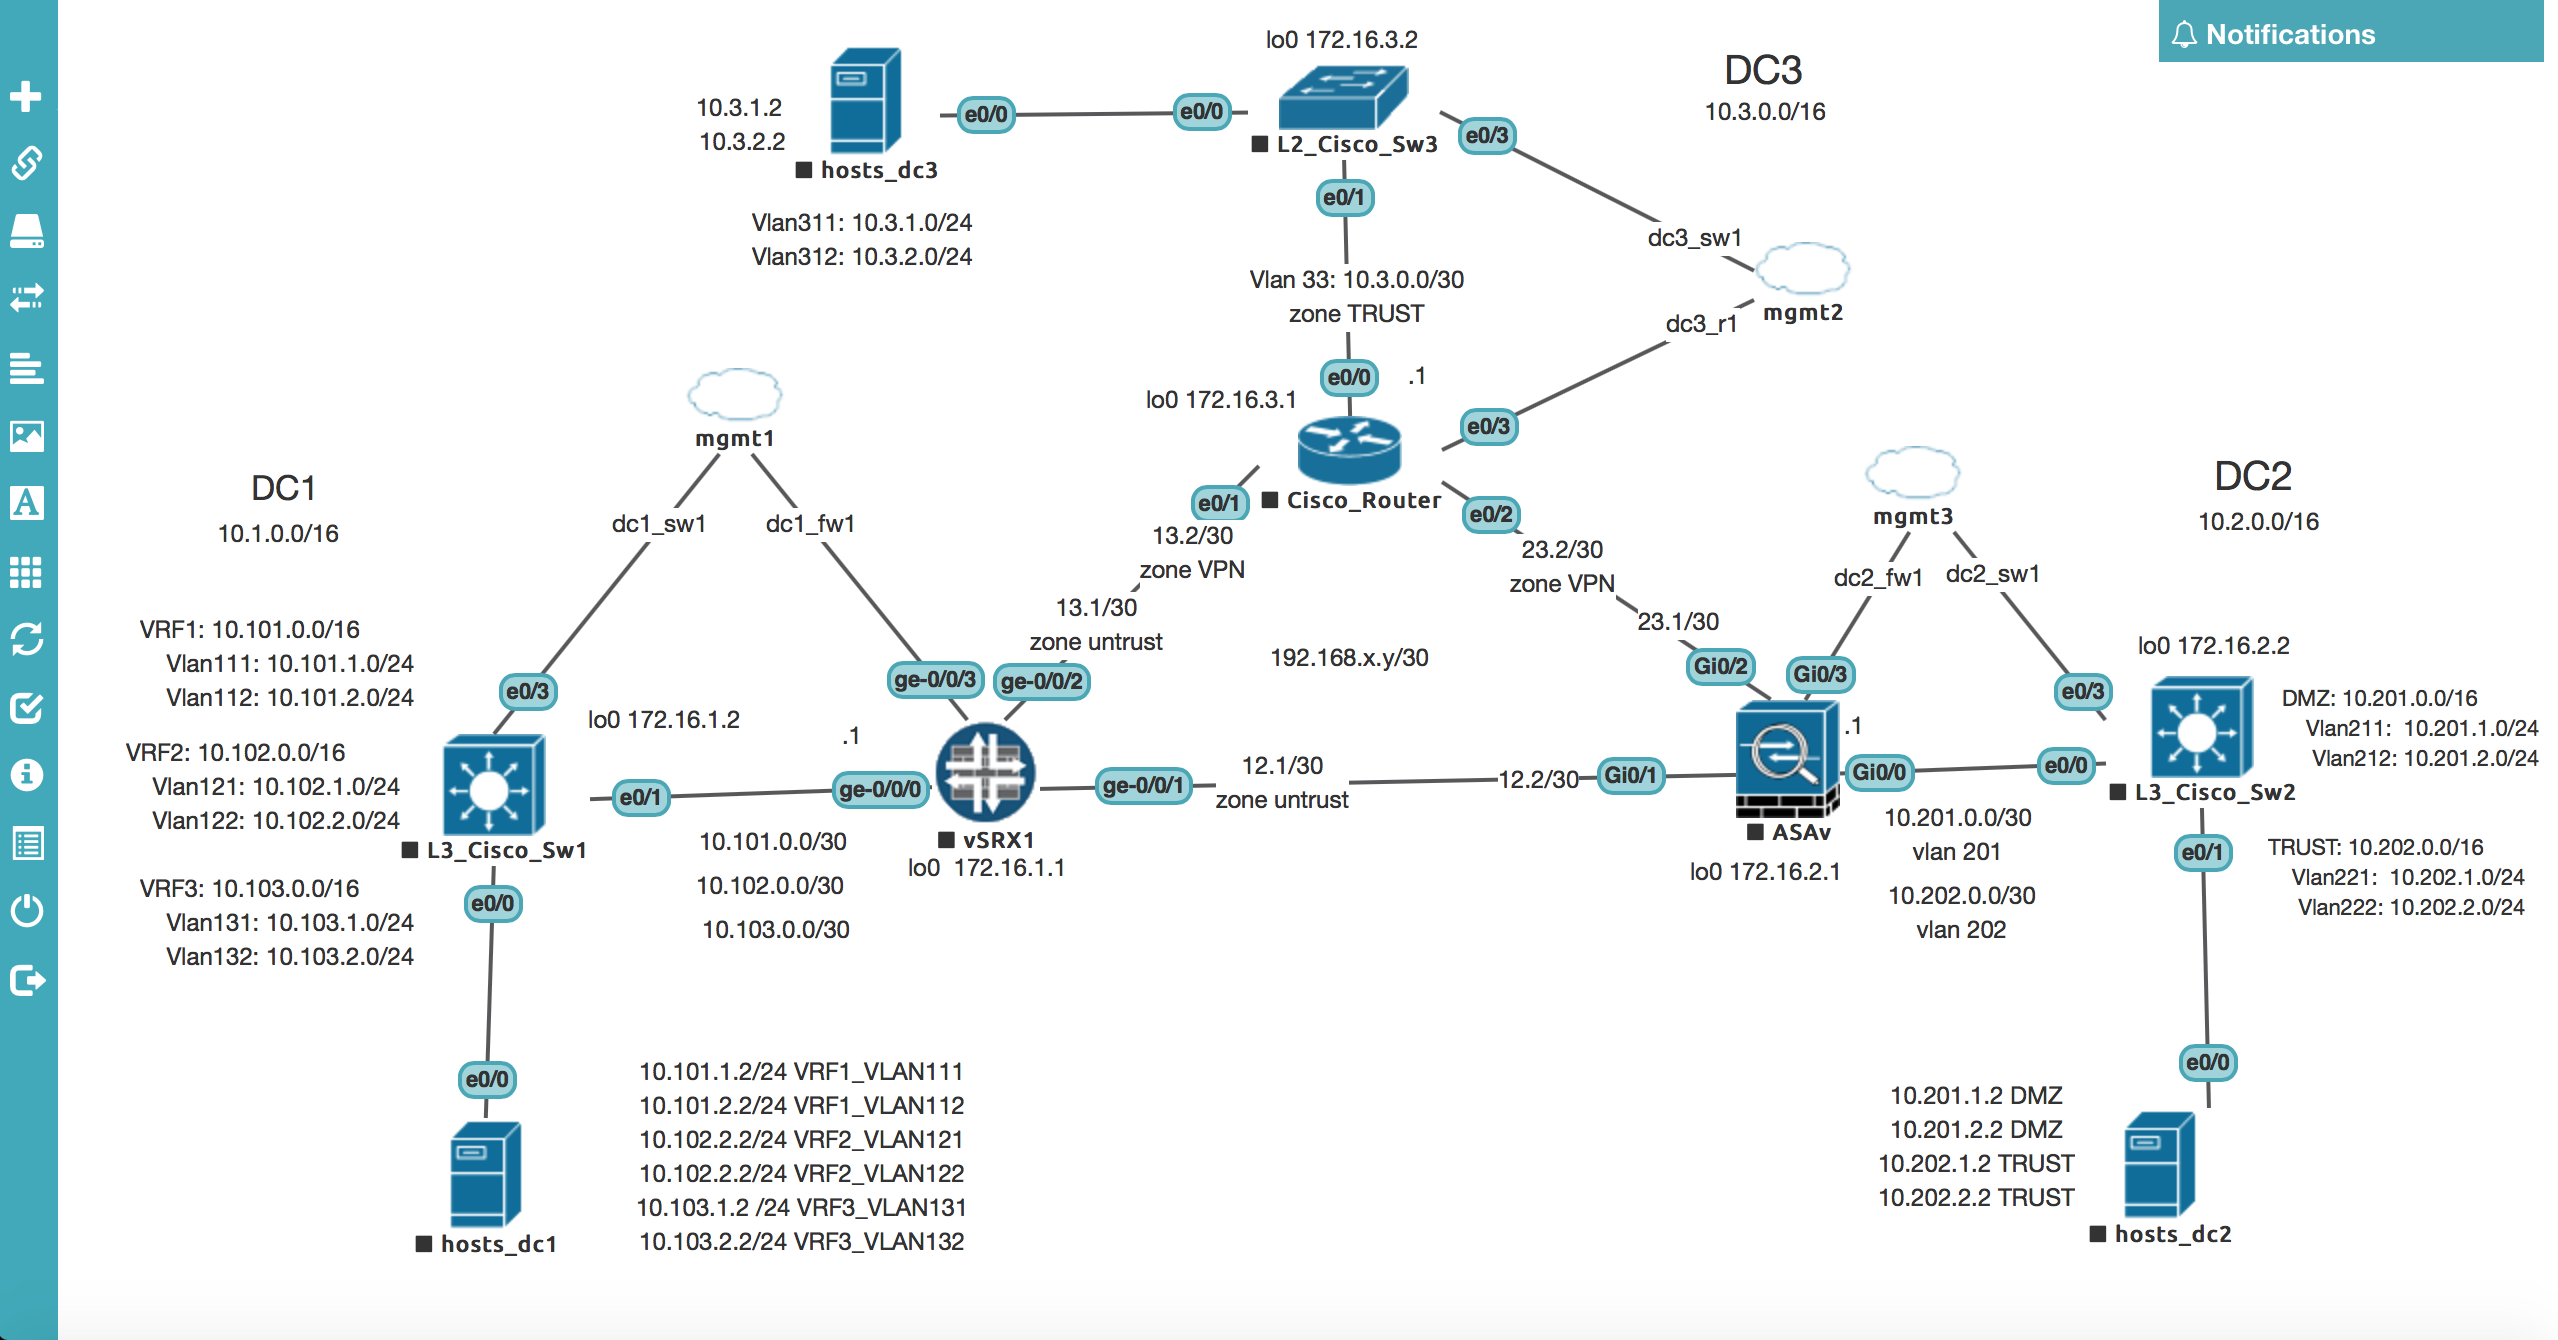 Notifications
lo0 172.16.3.2
DC3
10.3.0.0/16
10.3.1.2
10.3.2.2
e0/0
e0/0
L2_Cisco_Sw3
e0/3
hosts_dc3
e0/1
Vlan311: 10.3.1.0/24
Vlan312: 10.3.2.0/24
dc3_sw1
Vlan 33: 10.3.0.0/30
zone TRUST
mgmt2
dc3_r1
e0/0
.1
lo0 172.16.3.1
e0/3
mgmt1
Cisco_Router
e0/1
e0/2
13.2/30
zone VPN
23.2/30
zone VPN
13.1/30
zone untrust
23.1/30
192.168.x.y/30
DC1
10.1.0.0/16
dc1_sw1
dc1_fw1
mgmt3
DC2
10.2.0.0/16
dc2_fw1
dc2_sw1
VRF1: 10.101.0.0/16
Vlan111: 10.101.1.0/24
Vlan112: 10.101.2.0/24
VRF2: 10.102.0.0/16
Vlan121: 10.102.1.0/24
Vlan122: 10.102.2.0/24
VRF3: 10.103.0.0/16
Vlan131: 10.103.1.0/24
Vlan132: 10.103.2.0/24
e0/3
lo0 172.16.1.2
.1
ge-0/0/3
ge-0/0/2
e0/1
ge-0/0/0
ge-0/0/1
12.1/30
zone untrust
12.2/30
Gi0/1
Gi0/2
Gi0/3
.1
Gi0/0
e0/0
e0/3
lo0 172.16.2.2
L3_Cisco_Sw1
e0/0
10.101.0.0/30
10.102.0.0/30
10.103.0.0/30
vSRX1
lo0 172.16.1.1
ASAv
lo0 172.16.2.1
10.201.0.0/30
vlan 201
10.202.0.0/30
vlan 202
L3_Cisco_Sw2
e0/1
DMZ: 10.201.0.0/16
Vlan211: 10.201.1.0/24
Vlan212: 10.201.2.0/24
TRUST: 10.202.0.0/16
Vlan221: 10.202.1.0/24
Vlan222: 10.202.2.0/24
e0/0
hosts_dc1
10.101.1.2/24 VRF1_VLAN111
10.101.2.2/24 VRF1_VLAN112
10.102.2.2/24 VRF2_VLAN121
10.102.2.2/24 VRF2_VLAN122
10.103.1.2 /24 VRF3_VLAN131
10.103.2.2/24 VRF3_VLAN132
e0/0
10.201.1.2 DMZ
10.201.2.2 DMZ
10.202.1.2 TRUST
10.202.2.2 TRUST
hosts_dc2